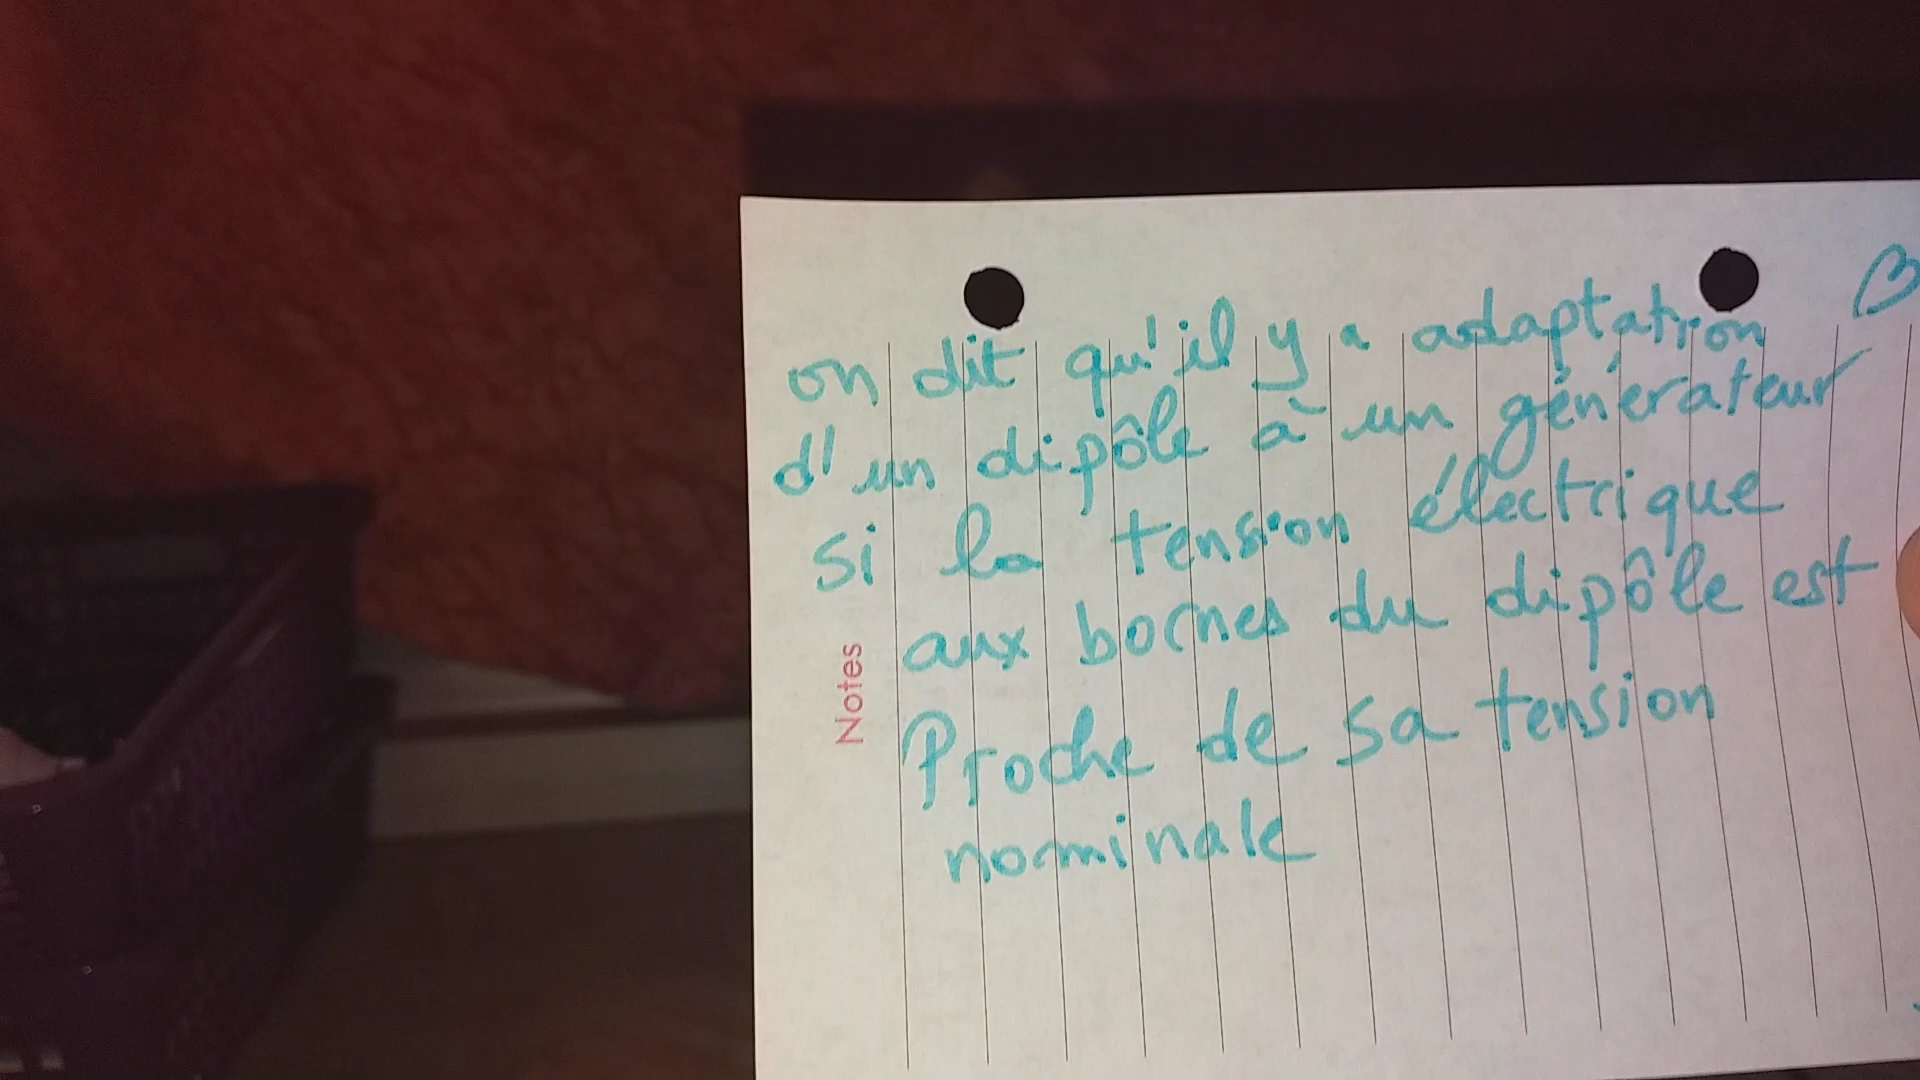 on dit qu'il y a adaptation
d'un dipôle à un générateur
si la tension électrique
aux bornes du dipôle est
Proche de sa tension
nominale
Notes